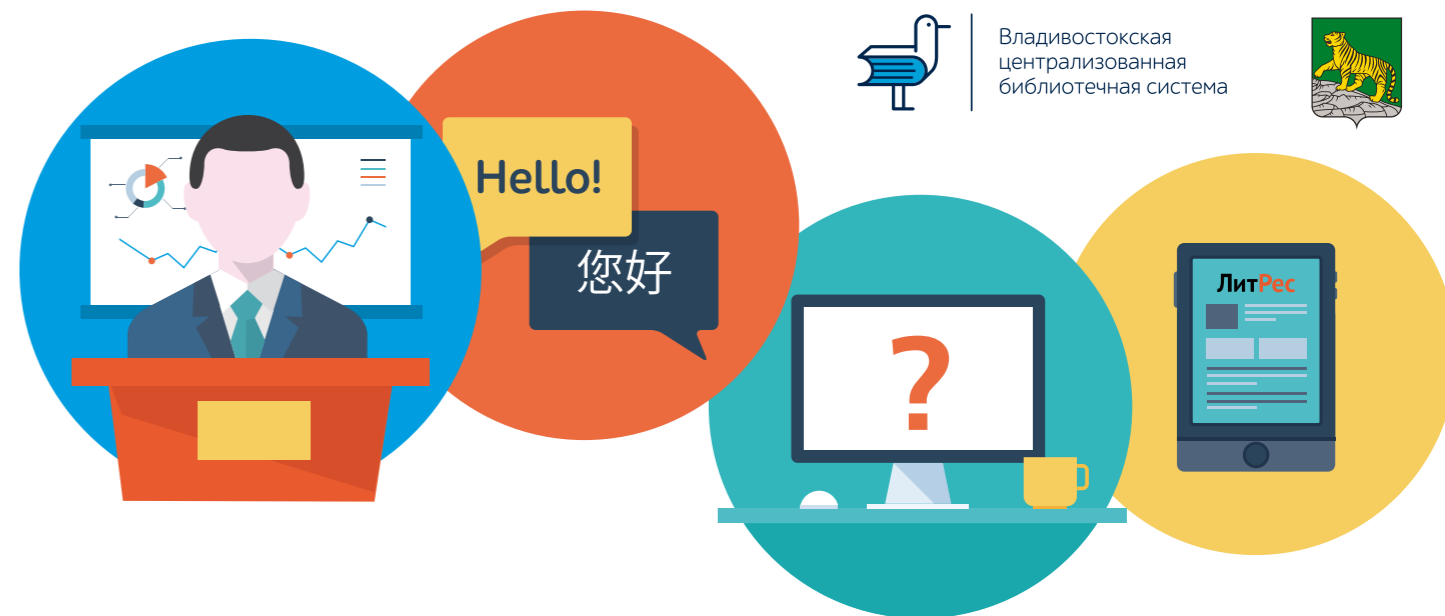 Владивостокская
централизованная
библиотечная система
Hello!
您好
?
ЛитРес